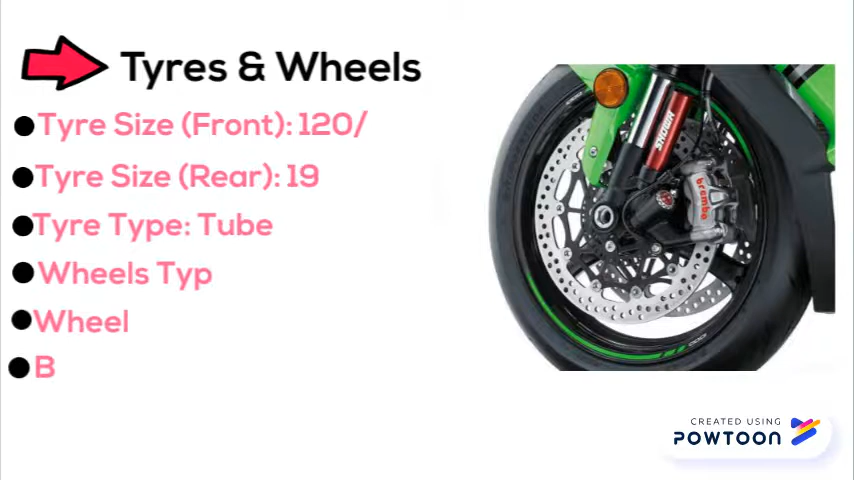 Tyres & Wheels
Tyre Size (Front): 120/
Tyre Size (Rear): 19
Tyre Type: Tube
Wheels Typ
Wheel
B
SHOWA
brembo
CREATED USING
POWTOON